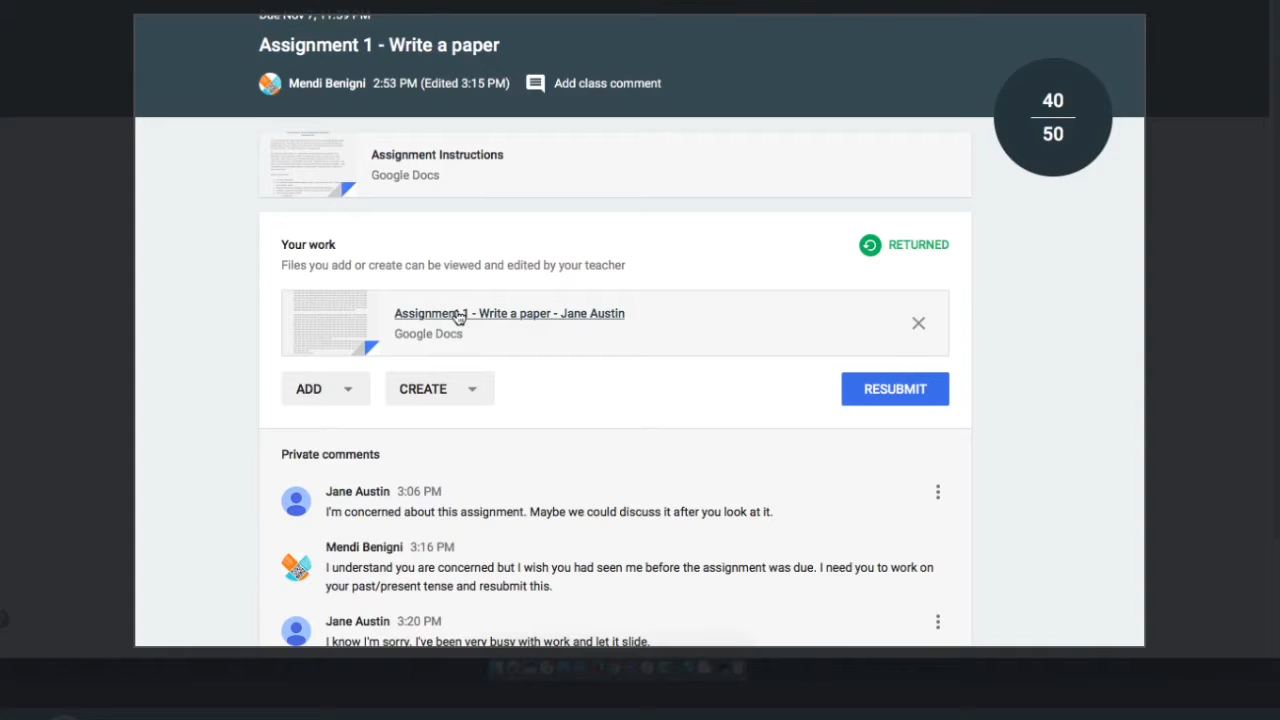 Due Nov 7, 11:59 PM
Assignment 1 - Write a paper
Mendi Benigni 2:53 PM (Edited 3:15 PM) Add class comment
40
50
Assignment Instructions
Google Docs
Your work
RETURNED
Files you add or create can be viewed and edited by your teacher
Assignment 1 - Write a paper - Jane Austin
Google Docs
ADD
CREATE
RESUBMIT
Private comments
Jane Austin 3:06 PM
I'm concerned about this assignment. Maybe we could discuss it after you look at it.
Mendi Benigni 3:16 PM
I understand you are concerned but I wish you had seen me before the assignment was due. I need you to work on
your past/present tense and resubmit this.
Jane Austin 3:20 PM
I know I'm sorry. I've been very busy with work and let it slide.